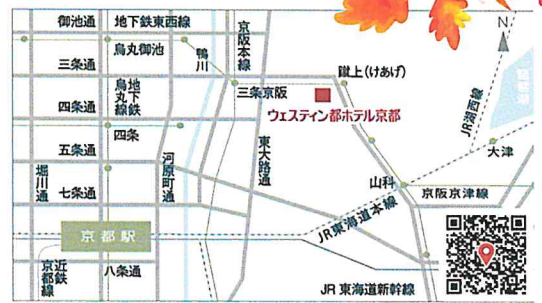 御池通
地下鉄東西線
烏丸御池
鴨川
京阪本線
N
三条通
三条京阪
蹴上（けあげ）
琵琶湖
JR湖西線
地下鉄烏丸線
四条通
四条
ウェスティン都ホテル京都
大津
五条通
堀川通
河原町通
東大路通
山科
京阪京津線
七条通
JR東海道本線
京都駅
近鉄京都線
八条通
JR東海道新幹線